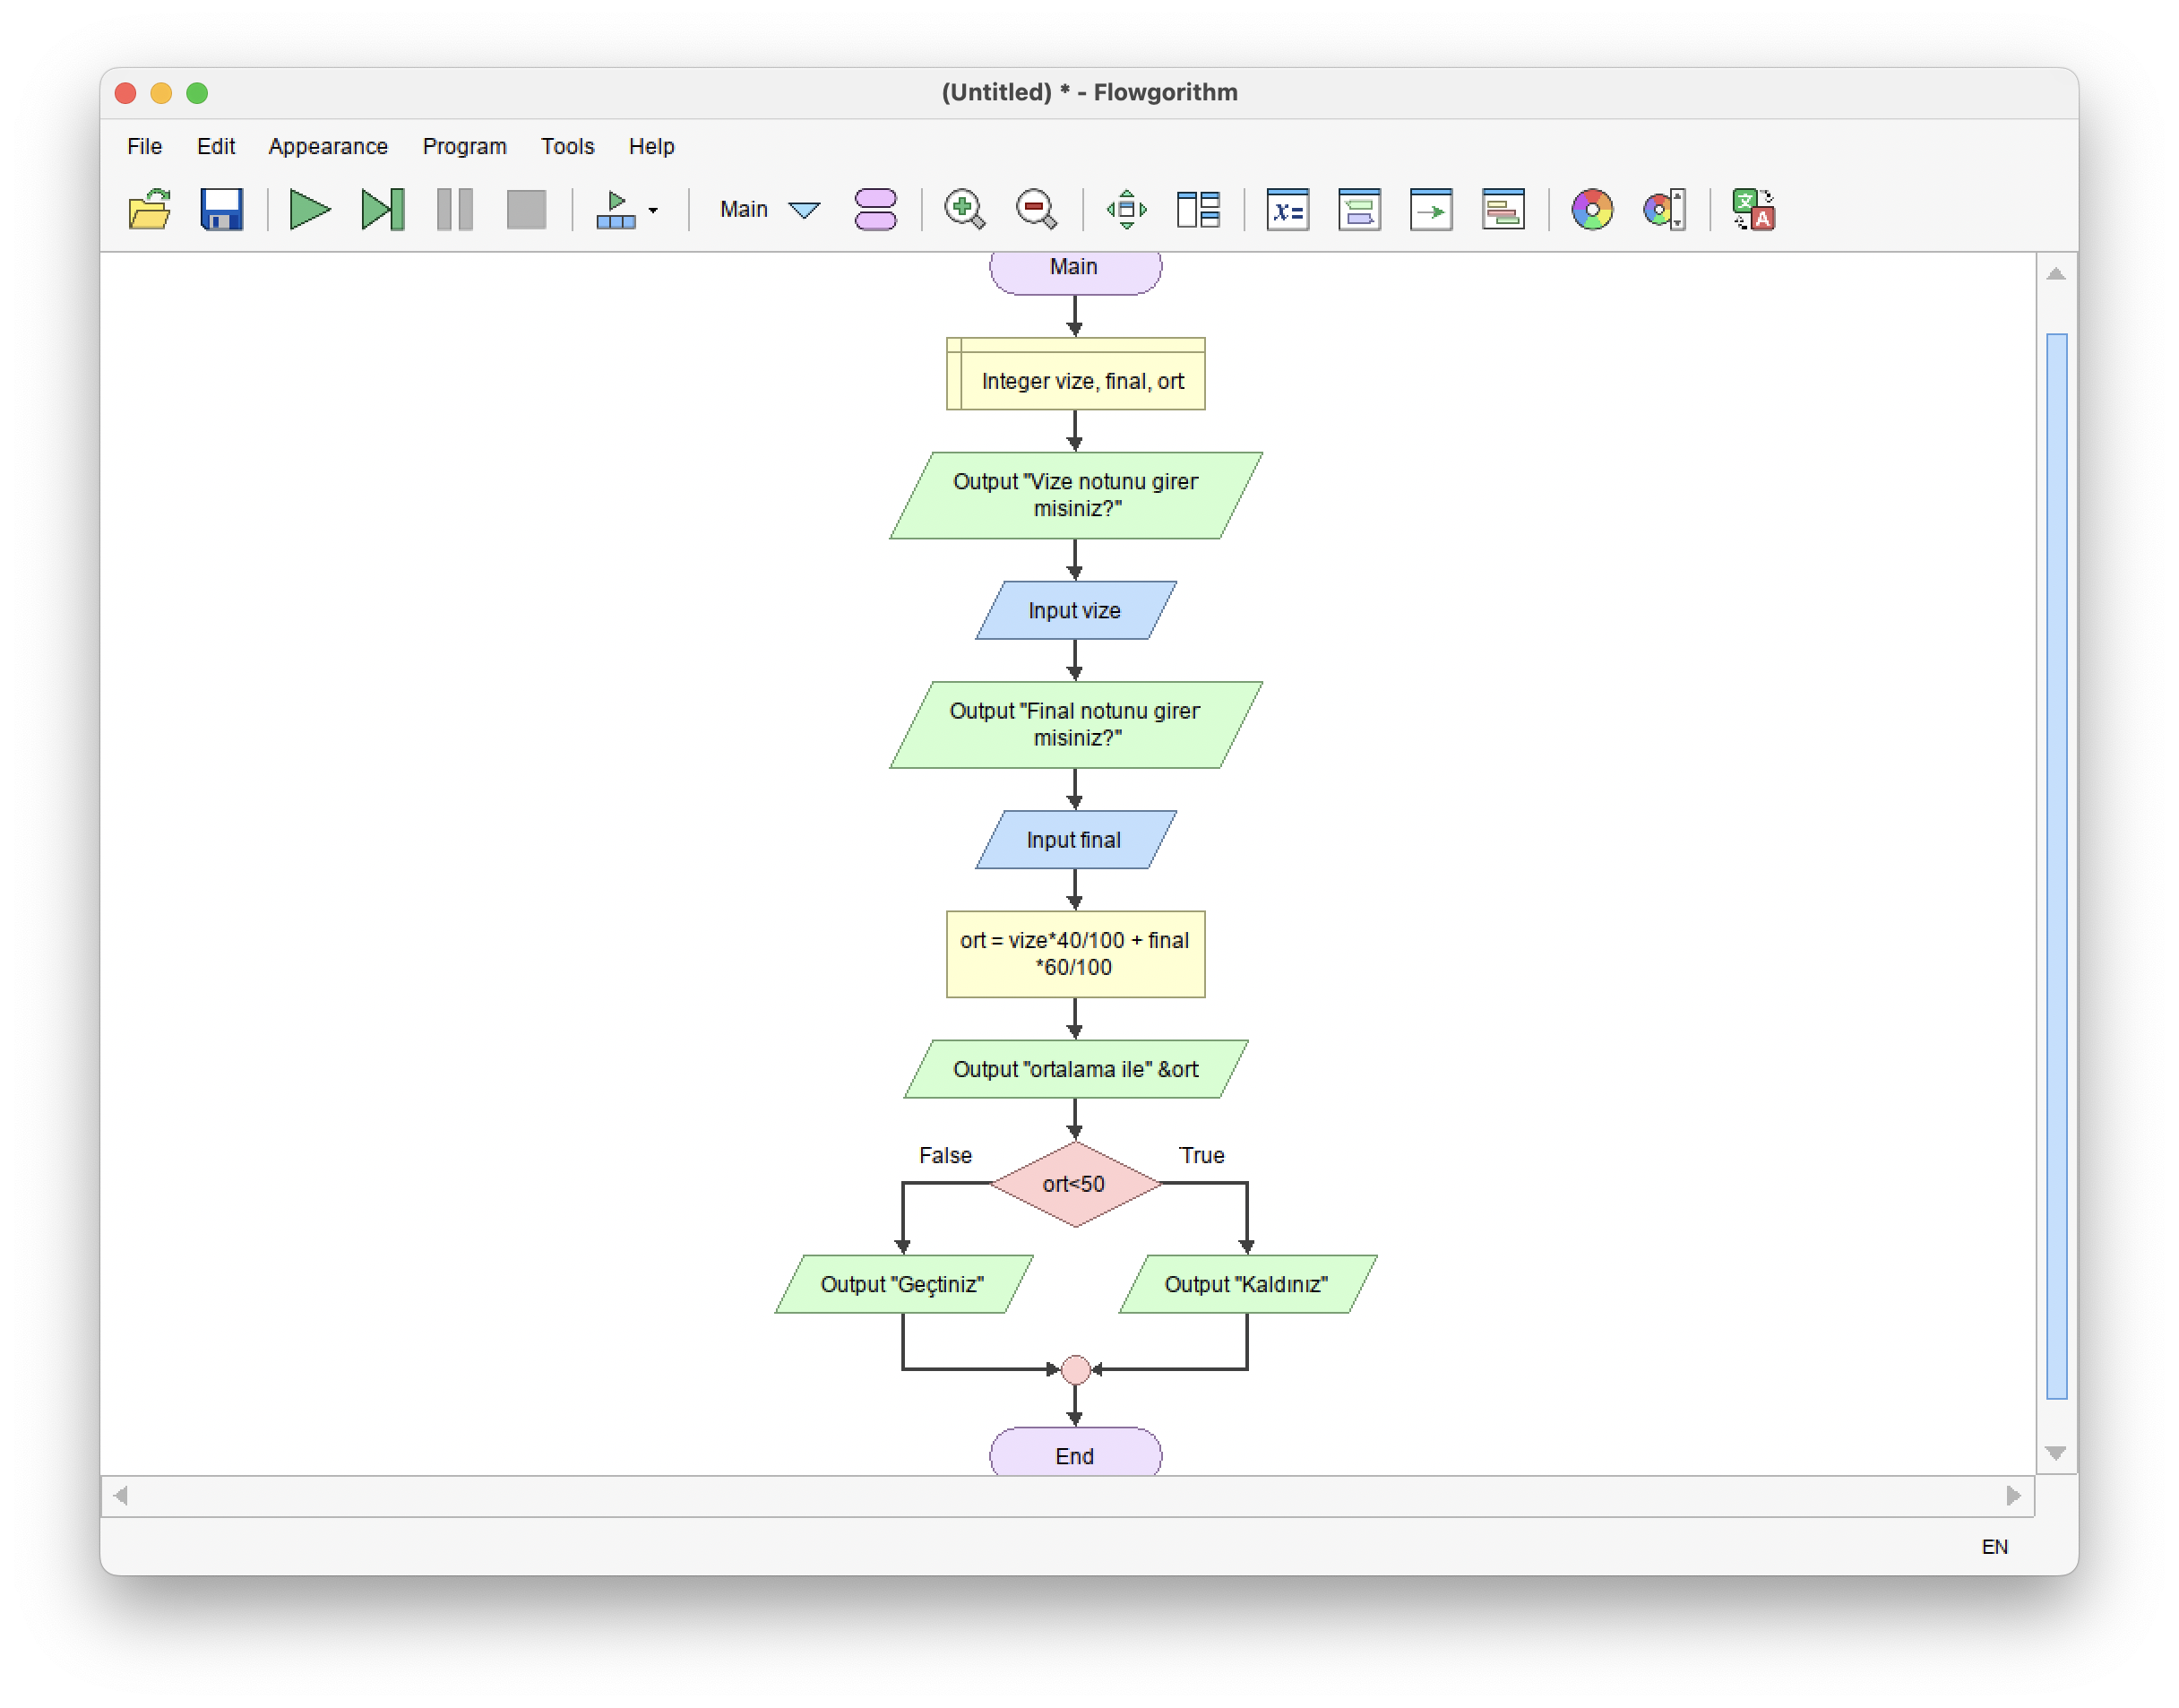 (Untitled) * - Flowgorithm
File Edit Appearance Program Tools Help
Main
x=
文
A
Main
Integer vize, final, ort
Output "Vize notunu girer
misiniz?"
Input vize
Output "Final notunu girer
misiniz?"
Input final
ort = vize*40/100 + final
*60/100
Output "ortalama ile" &ort
False
True
ort<50
Output "Geçtiniz"
Output "Kaldınız"
End
EN